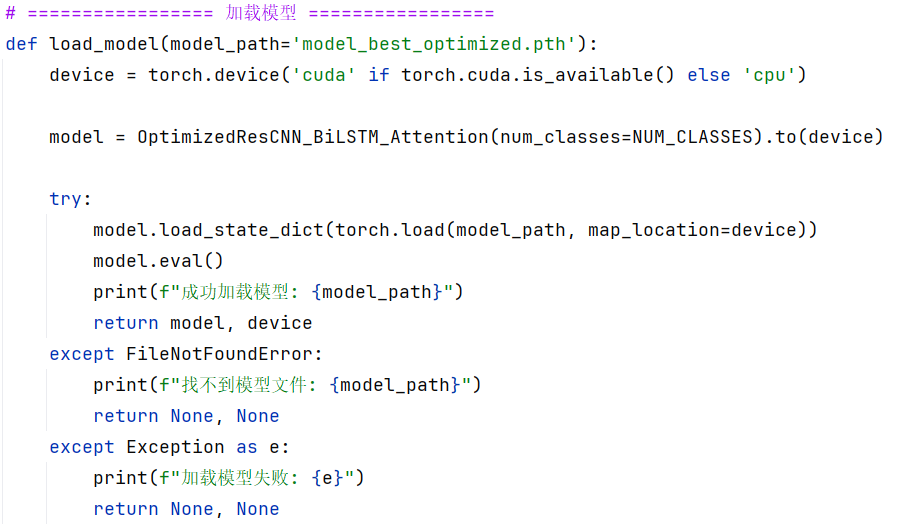 # ================= 加载模型 =================
def load_model(model_path='model_best_optimized.pth'):
    device = torch.device('cuda' if torch.cuda.is_available() else 'cpu')
    model = OptimizedResCNN_BiLSTM_Attention(num_classes=NUM_CLASSES).to(device)
    try:
        model.load_state_dict(torch.load(model_path, map_location=device))
        model.eval()
        print(f"成功加载模型: {model_path}")
        return model, device
    except FileNotFoundError:
        print(f"找不到模型文件: {model_path}")
        return None, None
    except Exception as e:
        print(f"加载模型失败: {e}")
        return None, None